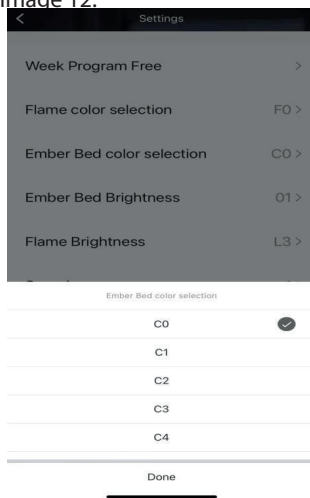 Image 12.
< Settings
Week Program Free >
Flame color selection F0 >
Ember Bed color selection C0 >
Ember Bed Brightness 01 >
Flame Brightness L3 >
Ember Bed color selection
C0
C1
C2
C3
C4
Done